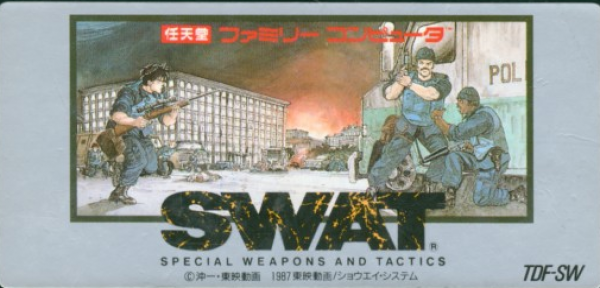 任天堂 ファミリー コンピュータ™
POL
SWAT®
SPECIAL WEAPONS AND TACTICS
©沖一・東映動画 1987 東映動画/ショウエイ・システム
TDF-SW